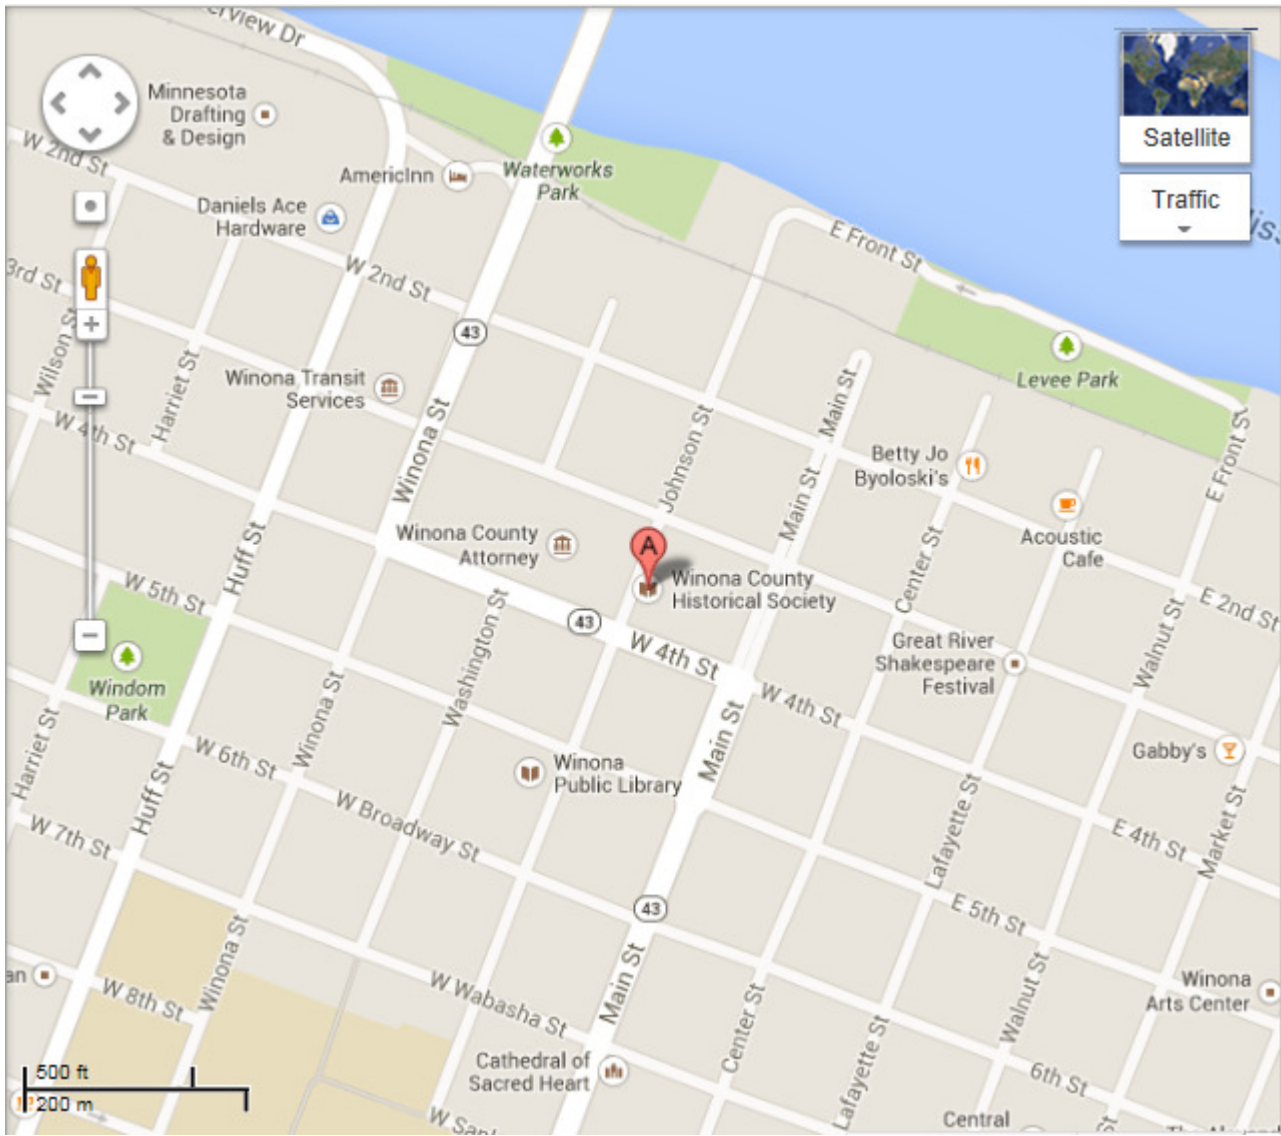 erview Dr
Minnesota
Drafting
& Design
W 2nd St
AmericInn
Waterworks
Park
Satellite
Traffic
Daniels Ace
Hardware
E Front St
3rd St
W 2nd St
43
Wilson St
Harriet St
Winona Transit
Services
Levee Park
Main St
W 4th St
Winona St
Johnson St
Betty Jo
Byoloski's
E Front St
Main St
Winona County
Attorney
A
Acoustic
Cafe
Huff St
Center St
W 5th St
Winona County
Historical Society
E 2nd St
43
W 4th St
Washington St
Great River
Shakespeare
Festival
Walnut St
Windom
Park
Winona St
W 4th St
Harriet St
W 6th St
Main St
Gabby's
Winona
Public Library
Huff St
W Broadway St
Lafayette St
E 4th St
Market St
W 7th St
43
E 5th St
an
Winona St
W 8th St
W Wabasha St
Main St
Center St
Walnut St
Winona
Arts Center
Cathedral of
Sacred Heart
Lafayette St
6th St
500 ft
200 m
Central
St